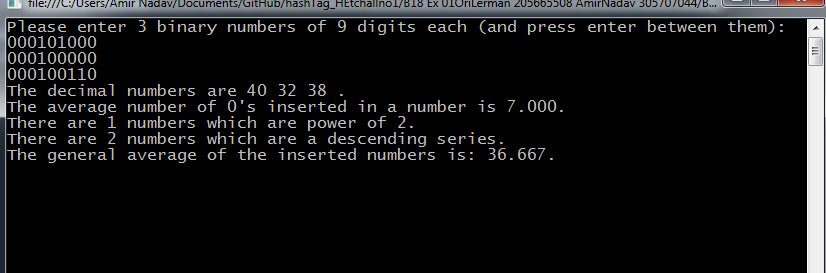 file:///C:/Users/Amir Nadav/Documents/GitHub/hashTag_HEtchalIno1/B18 Ex 01OriLerman 205665508 AmirNadav 305707044/B...
Please enter 3 binary numbers of 9 digits each (and press enter between them):
000101000
000100000
000100110
The decimal numbers are 40 32 38 .
The average number of 0's inserted in a number is 7.000.
There are 1 numbers which are power of 2.
There are 2 numbers which are a descending series.
The general average of the inserted numbers is: 36.667.